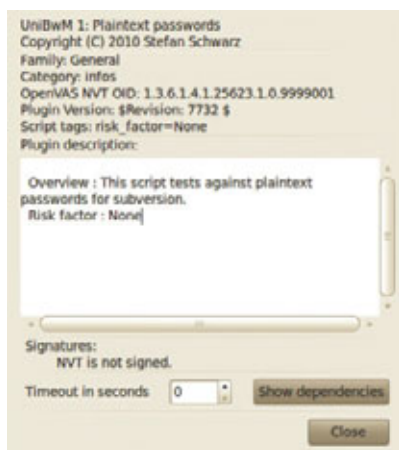 UniBwM 1: Plaintext passwords
Copyright (C) 2010 Stefan Schwarz
Family: General
Category: infos
OpenVAS NVT OID: 1.3.6.1.4.1.25623.1.0.9999001
Plugin Version: $Revision: 7732 $
Script tags: risk_factor=None
Plugin description:
Overview : This script tests against plaintext
passwords for subversion.
Risk factor : None
Signatures:
NVT is not signed.
Timeout in seconds 0 Show dependencies
Close